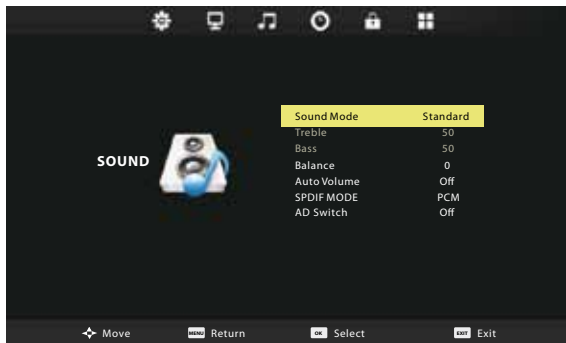 Sound Mode Standard
Treble 50
Bass 50
SOUND
Balance 0
Auto Volume Off
SPDIF MODE PCM
AD Switch Off
Move MENU Return OK Select EXIT Exit